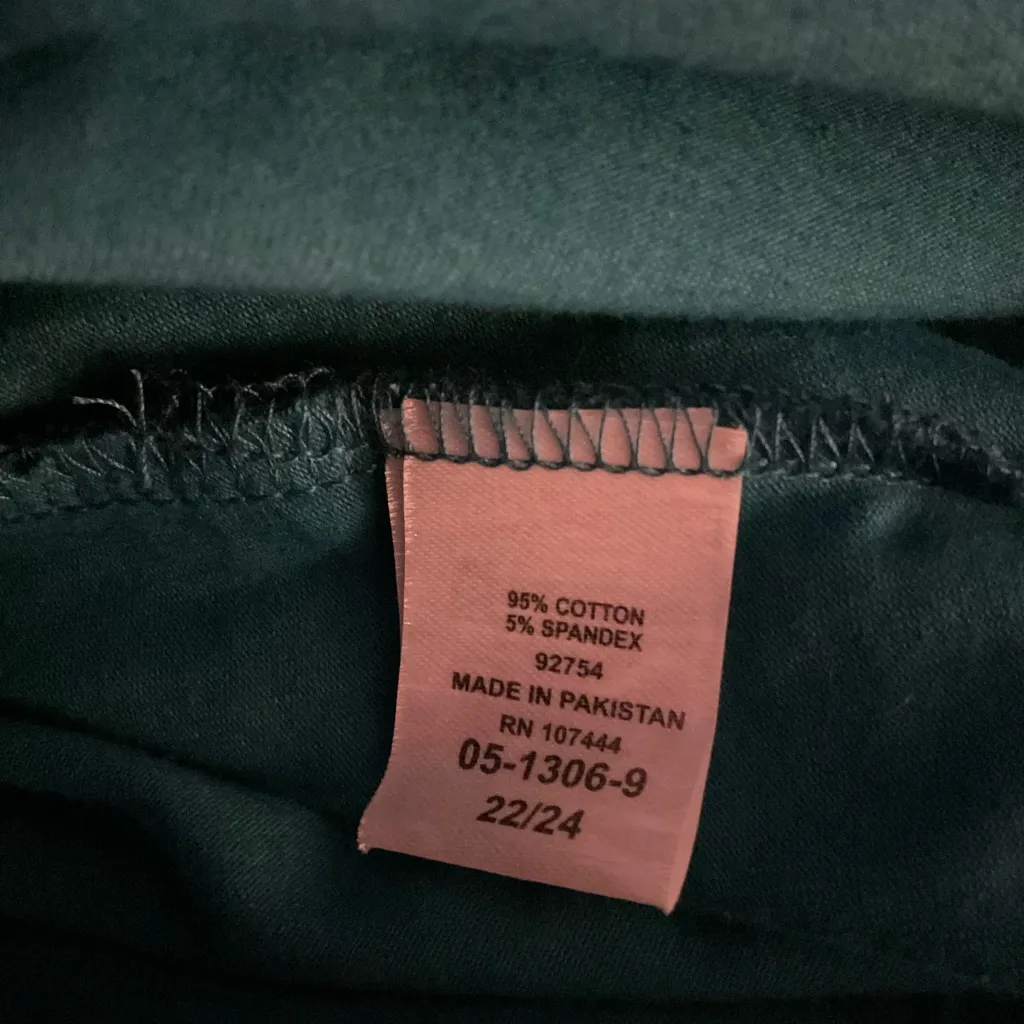 95% COTTON
5% SPANDEX
92754
MADE IN PAKISTAN
RN 107444
05-1306-9
22/24